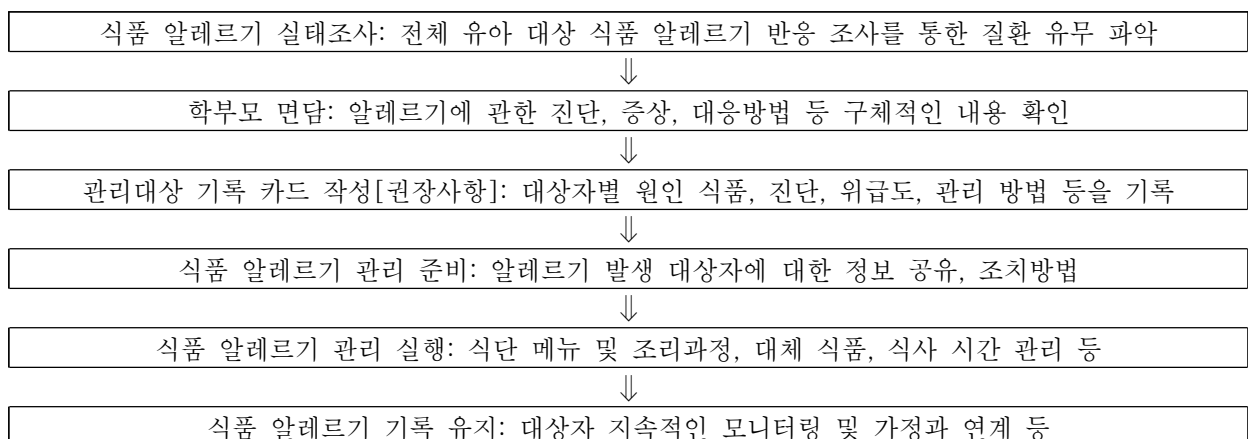 식품 알레르기 실태조사: 전체 유아 대상 식품 알레르기 반응 조사를 통한 질환 유무 파악
⇓
학부모 면담: 알레르기에 관한 진단, 증상, 대응방법 등 구체적인 내용 확인
⇓
관리대상 기록 카드 작성[권장사항]: 대상자별 원인 식품, 진단, 위급도, 관리 방법 등을 기록
⇓
식품 알레르기 관리 준비: 알레르기 발생 대상자에 대한 정보 공유, 조치방법
⇓
식품 알레르기 관리 실행: 식단 메뉴 및 조리과정, 대체 식품, 식사 시간 관리 등
⇓
식품 알레르기 기록 유지: 대상자 지속적인 모니터링 및 가정과 연계 등